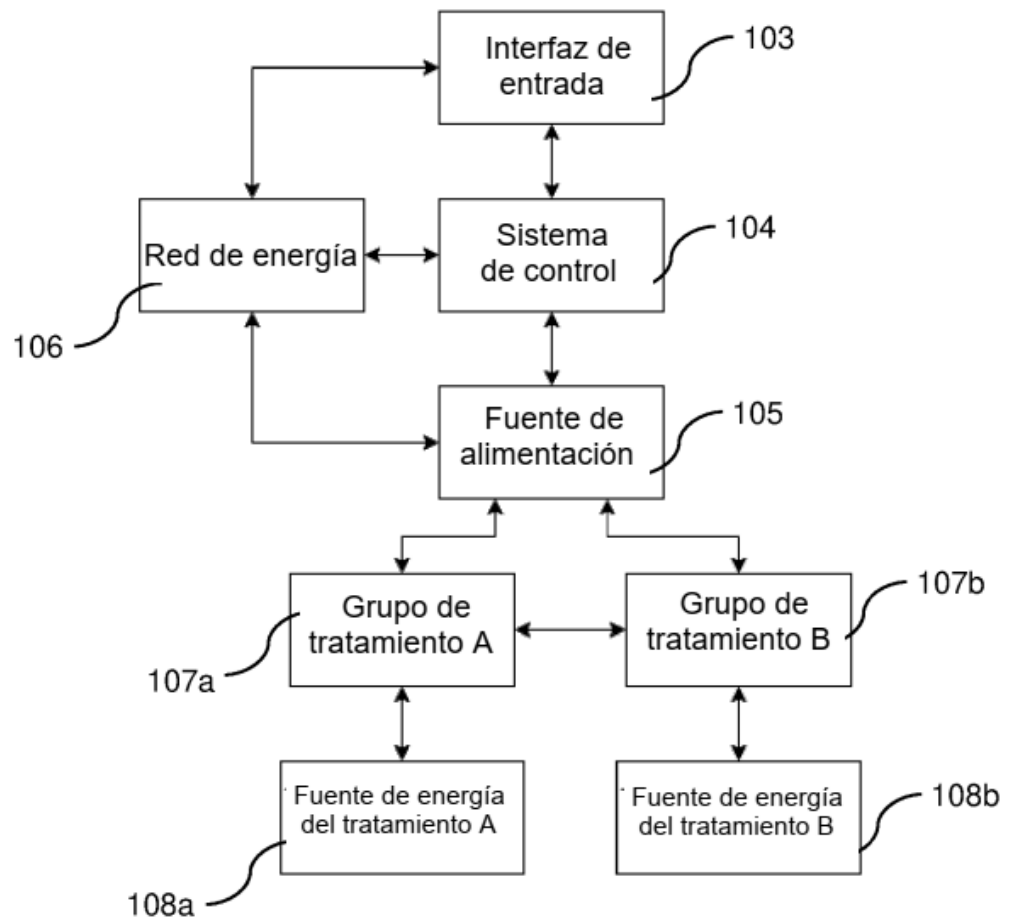 Interfaz de
entrada
103
Red de energía
106
Sistema
de control
104
Fuente de
alimentación
105
Grupo de
tratamiento A
107a
Grupo de
tratamiento B
107b
Fuente de energía
del tratamiento A
108a
Fuente de energía
del tratamiento B
108b